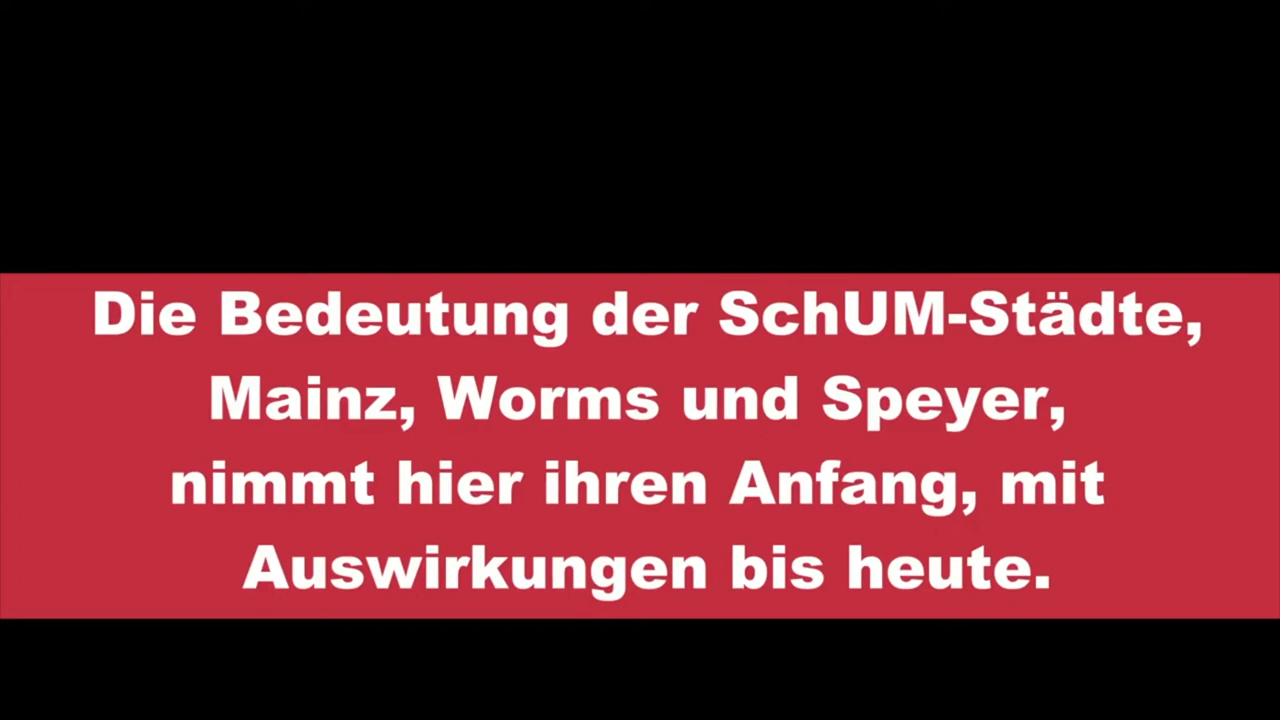 Die Bedeutung der SchUM-Städte,
Mainz, Worms und Speyer,
nimmt hier ihren Anfang, mit
Auswirkungen bis heute.